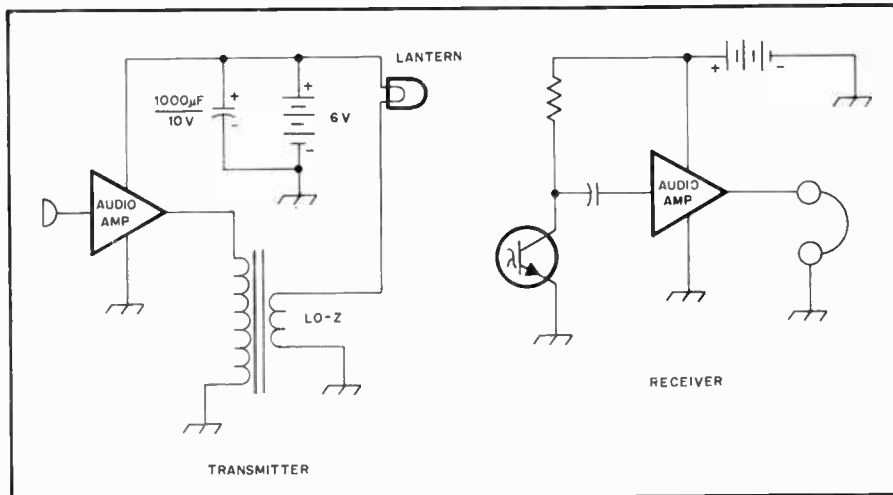 LANTERN
+
1000µF
10V
-
+
6V
-
AUDIO
AMP
LO-Z
TRANSMITTER
+
-
AUDIO
AMP
λ
RECEIVER